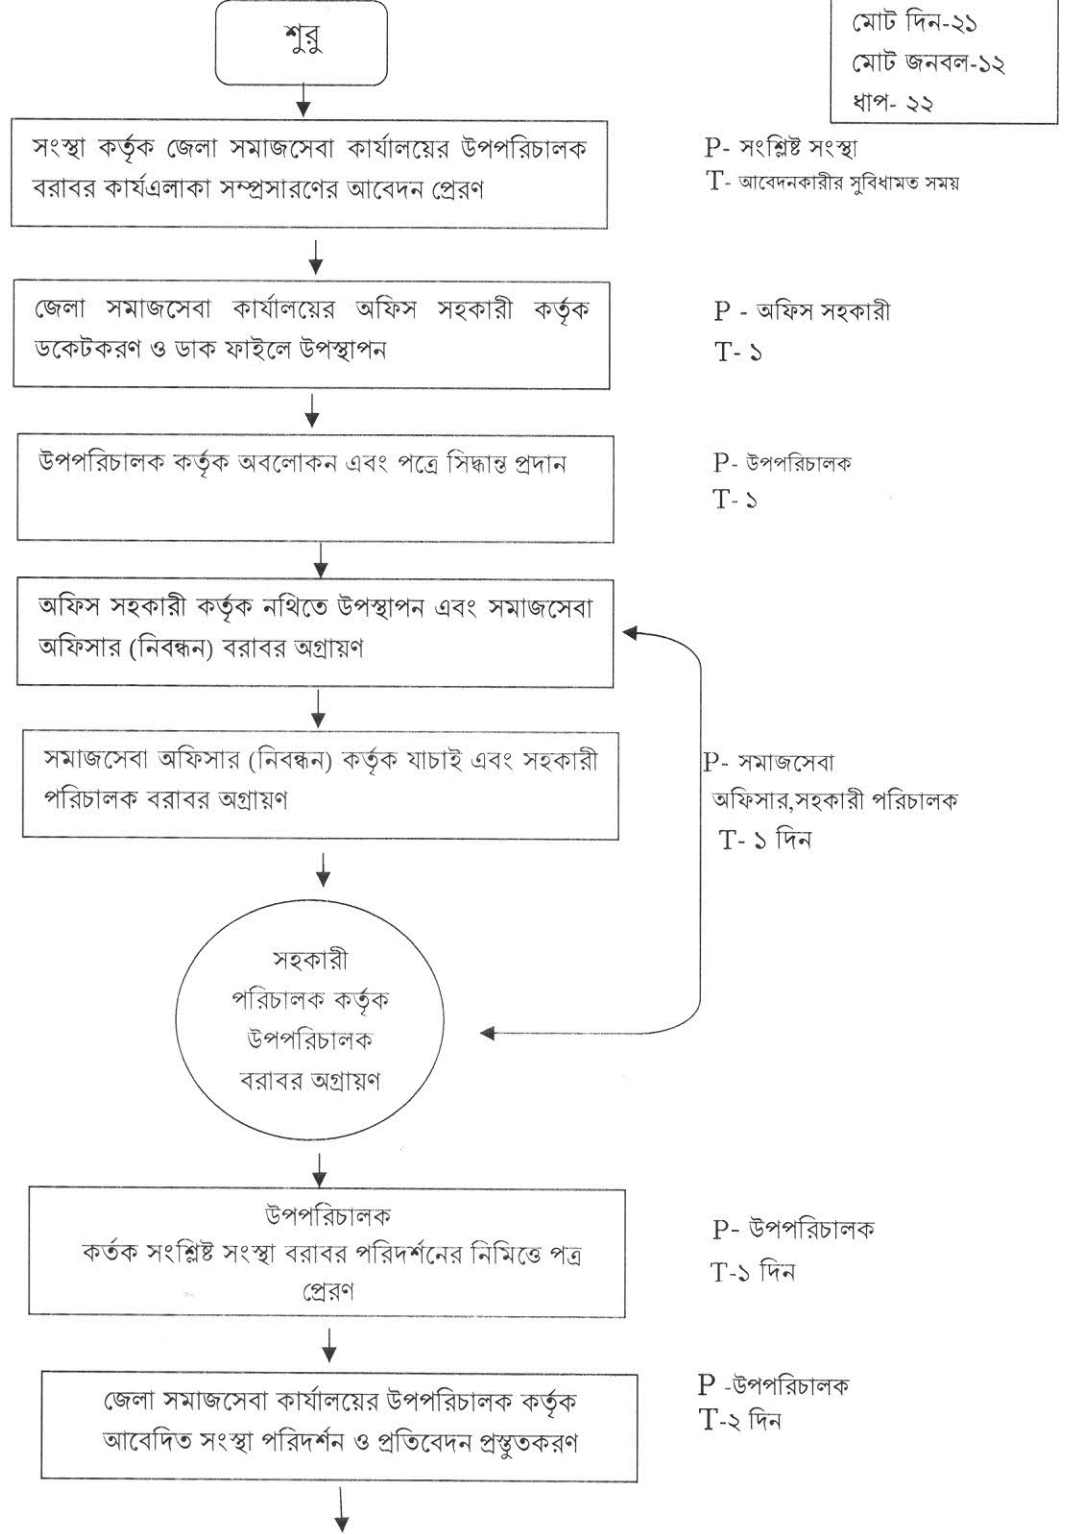 শুরু
মোট দিন-২১
মোট জনবল-১২
ধাপ- ২২
সংস্থা কর্তৃক জেলা সমাজসেবা কার্যালয়ের উপপরিচালক
বরাবর কার্যএলাকা সম্প্রসারণের আবেদন প্রেরণ
P- সংশ্লিষ্ট সংস্থা
T- আবেদনকারীর সুবিধামত সময়
জেলা সমাজসেবা কার্যালয়ের অফিস সহকারী কর্তৃক
ডকেটকরণ ও ডাক ফাইলে উপস্থাপন
P - অফিস সহকারী
T- ১
উপপরিচালক কর্তৃক অবলোকন এবং পত্রে সিদ্ধান্ত প্রদান
P- উপপরিচালক
T- ১
অফিস সহকারী কর্তৃক নথিতে উপস্থাপন এবং সমাজসেবা
অফিসার (নিবন্ধন) বরাবর অগ্রায়ণ
সমাজসেবা অফিসার (নিবন্ধন) কর্তৃক যাচাই এবং সহকারী
পরিচালক বরাবর অগ্রায়ণ
P- সমাজসেবা
অফিসার,সহকারী পরিচালক
T- ১ দিন
সহকারী
পরিচালক কর্তৃক
উপপরিচালক
বরাবর অগ্রায়ণ
উপপরিচালক
কর্তক সংশ্লিষ্ট সংস্থা বরাবর পরিদর্শনের নিমিত্তে পত্র
প্রেরণ
P- উপপরিচালক
T-১ দিন
জেলা সমাজসেবা কার্যালয়ের উপপরিচালক কর্তৃক
আবেদিত সংস্থা পরিদর্শন ও প্রতিবেদন প্রস্তুতকরণ
P -উপপরিচালক
T-২ দিন